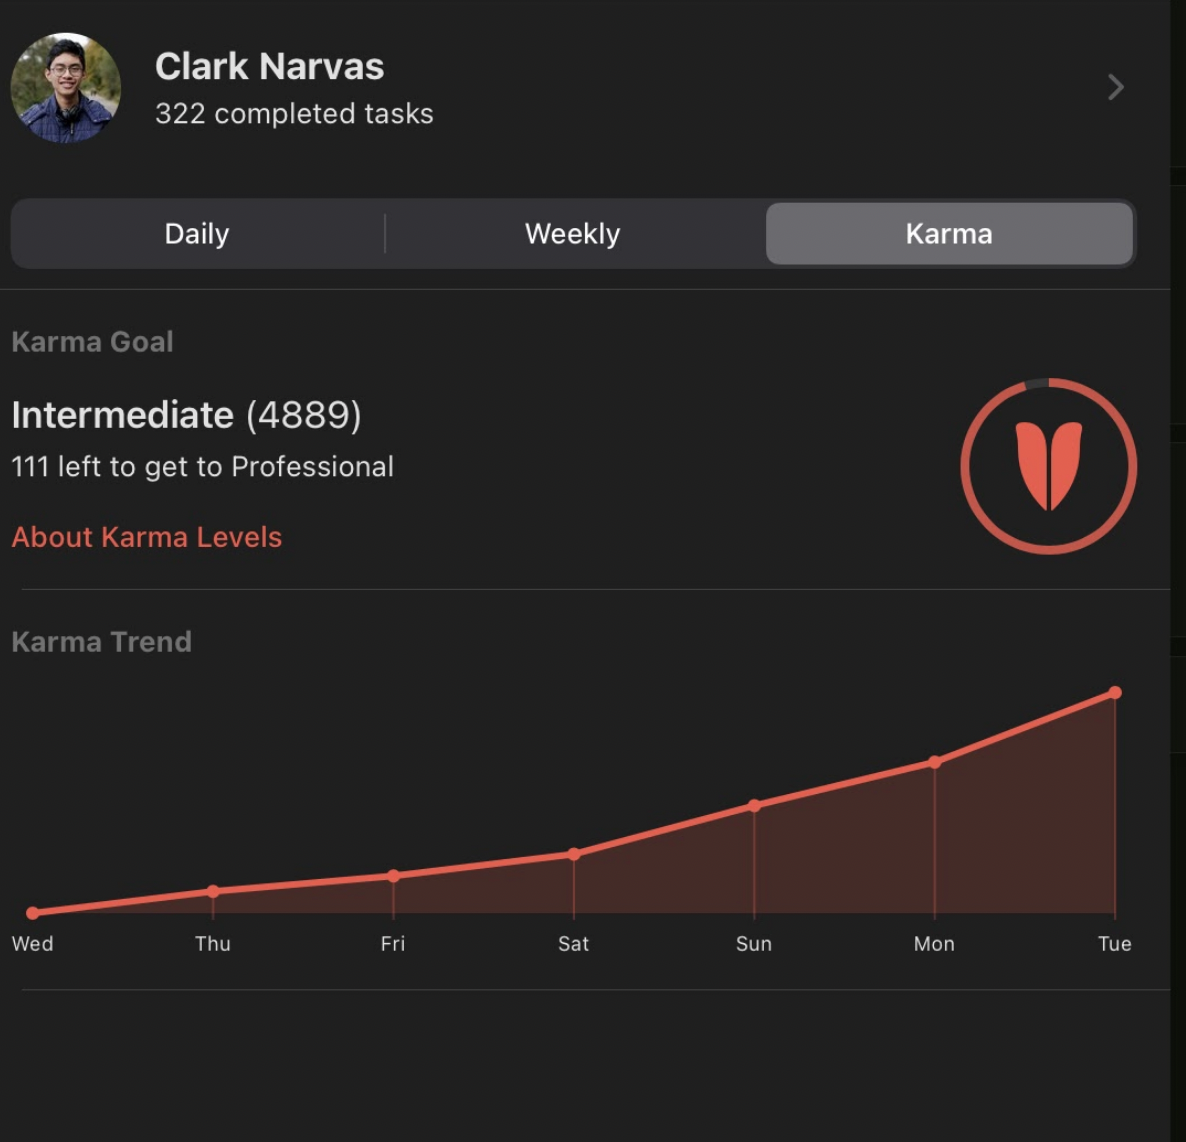 Clark Narvas
322 completed tasks
Daily
Weekly
Karma
Karma Goal
Intermediate (4889)
111 left to get to Professional
About Karma Levels
Karma Trend
Wed Thu Fri Sat Sun Mon Tue